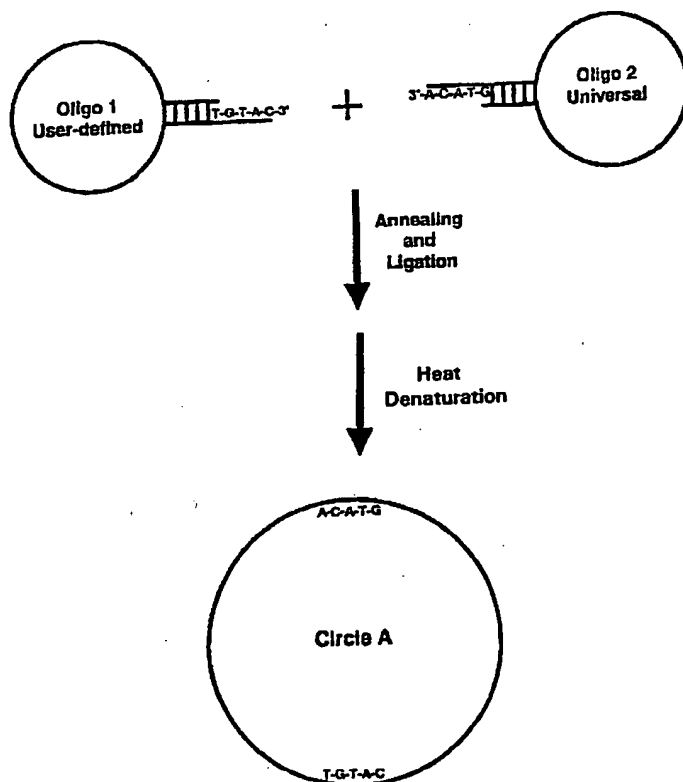 Oligo 1
User-defined
T-G-T-A-C-3'
+
3'-A-C-A-T-G
Oligo 2
Universal
Annealing
and
Ligation
Heat
Denaturation
A-C-A-T-G
Circle A
T-G-T-A-C